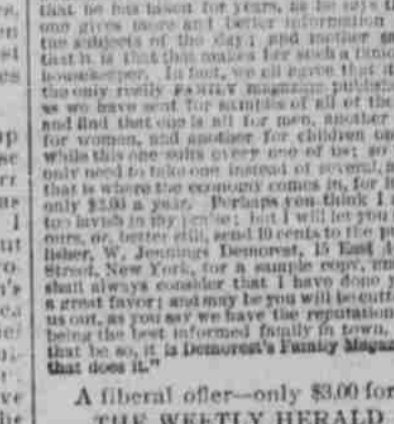 that he has taken for years, as he says t
one gives more and better information
the subjects of the day; and mother sa
that it is that that makes her such a famo
housekeeper. In fact, we all agree that it
the only really FAMILY magazine publishe
as we have sent for samples of all of the
and find that one is all for men, another
for women, and another for children on
while this one suits every one of us; so
only need to take one instead of several, a
that is where the economy comes in, for i
only $2.00 a year. Perhaps you think I a
too lavish in my praise; but I will let you
ours, or, better still, send 10 cents to the pu
lisher, W. Jennings Demorest, 15 East 14
Street, New York, for a sample copy, an
shall always consider that I have done y
a great favor; and may be you will be cutt
us out, as you say we have the reputation
being the best informed family in town,
that be so, it is Demorest's Family Magaz
that does it."
A liberal offer—only $3.00 for
THE WEEKLY HERALD